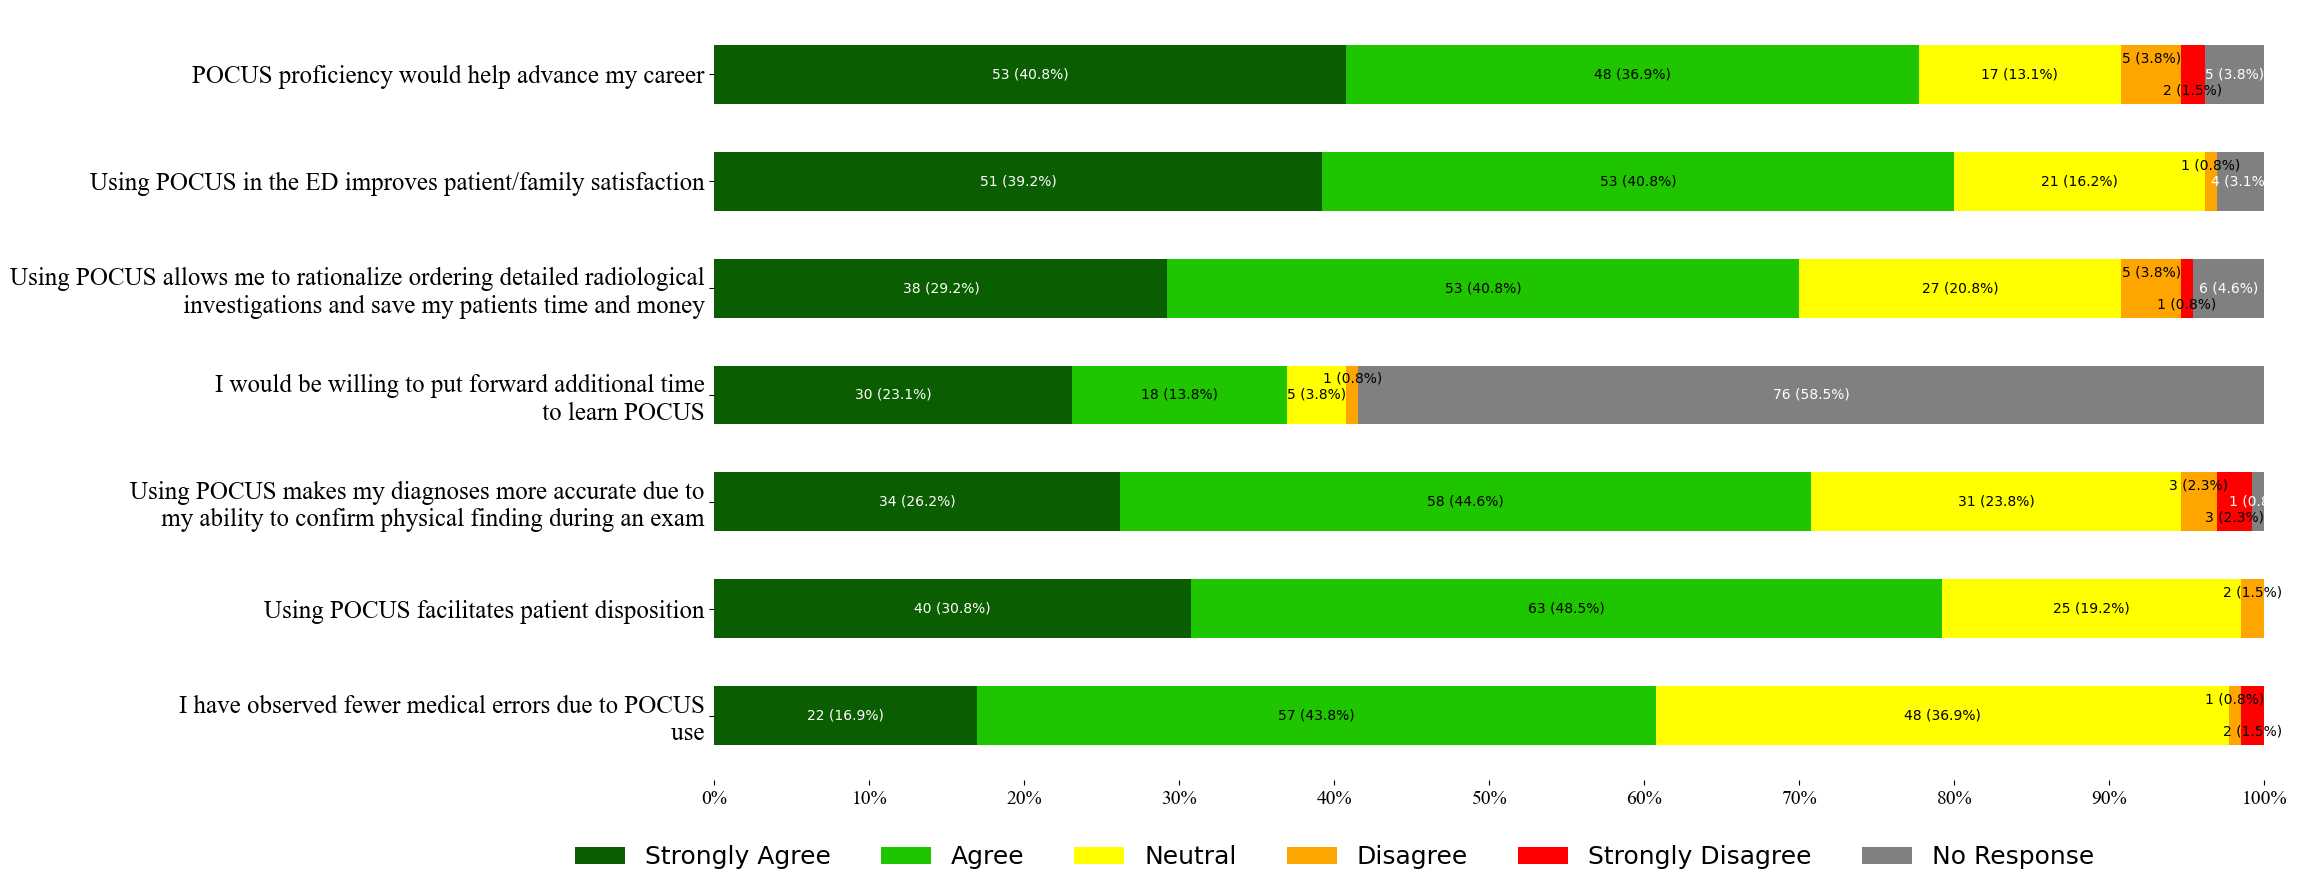 POCUS proficiency would help advance my career
53 (40.8%) 48 (36.9%) 17 (13.1%) 5 (3.8%) 2 (1.5%) 5 (3.8%)
Using POCUS in the ED improves patient/family satisfaction
51 (39.2%) 53 (40.8%) 21 (16.2%) 1 (0.8%) 4 (3.1%
Using POCUS allows me to rationalize ordering detailed radiological
investigations and save my patients time and money
38 (29.2%) 53 (40.8%) 27 (20.8%) 5 (3.8%) 1 (0.8%) 6 (4.6%)
I would be willing to put forward additional time
to learn POCUS
30 (23.1%) 18 (13.8%) 5 (3.8%) 1 (0.8%) 76 (58.5%)
Using POCUS makes my diagnoses more accurate due to
my ability to confirm physical finding during an exam
34 (26.2%) 58 (44.6%) 31 (23.8%) 3 (2.3%) 3 (2.3%) 1 (0.8
Using POCUS facilitates patient disposition
40 (30.8%) 63 (48.5%) 25 (19.2%) 2 (1.5%)
I have observed fewer medical errors due to POCUS
use
22 (16.9%) 57 (43.8%) 48 (36.9%) 1 (0.8%) 2 (1.5%)
0% 10% 20% 30% 40% 50% 60% 70% 80% 90% 100%
Strongly Agree Agree Neutral Disagree Strongly Disagree No Response